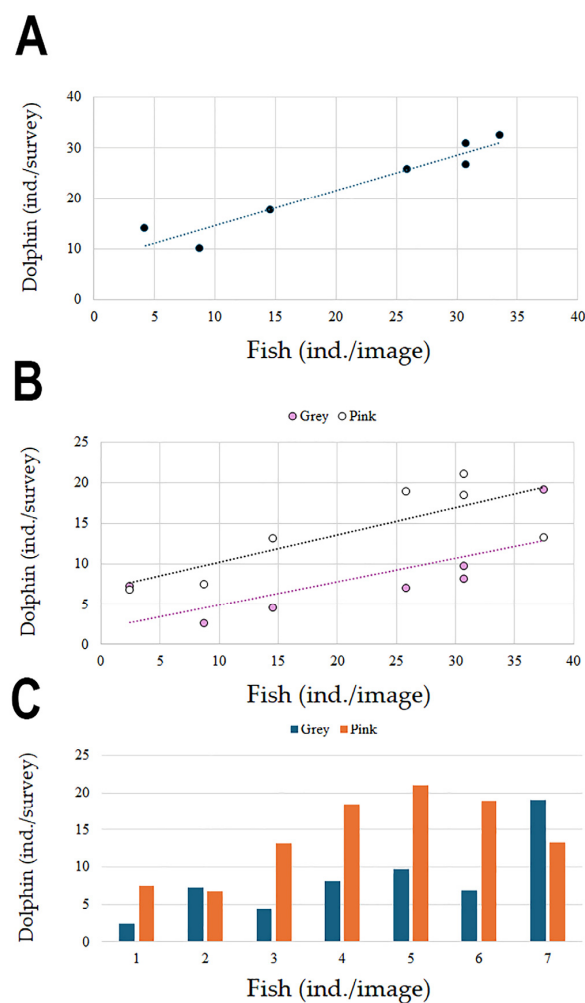 A
40
30
20
10
0
Dolphin (ind./survey)
0 5 10 15 20 25 30 35 40
Fish (ind./image)
B
Grey Pink
25
20
15
10
5
0
Dolphin (ind./survey)
0 5 10 15 20 25 30 35 40
Fish (ind./image)
C
Grey Pink
25
20
15
10
5
0
Dolphin (ind./survey)
1 2 3 4 5 6 7
Fish (ind./image)